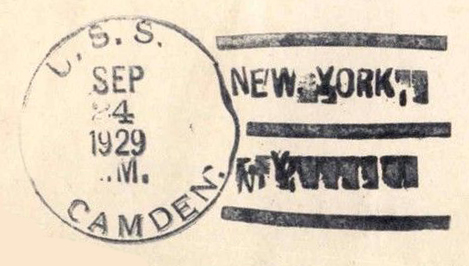 U.S.S.
SEP
24
1929
.M.
CAMDEN.
NEW YORK,
N.Y.